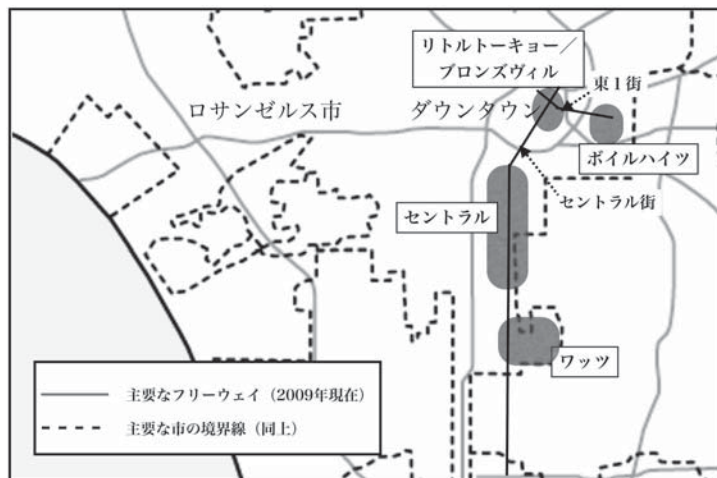 リトルトーキョー／
ブロンズヴィル
東1街
ロサンゼルス市
ダウンタウン
ボイルハイツ
セントラル街
セントラル
ワッツ
主要なフリーウェイ（2009年現在）
主要な市の境界線（同上）